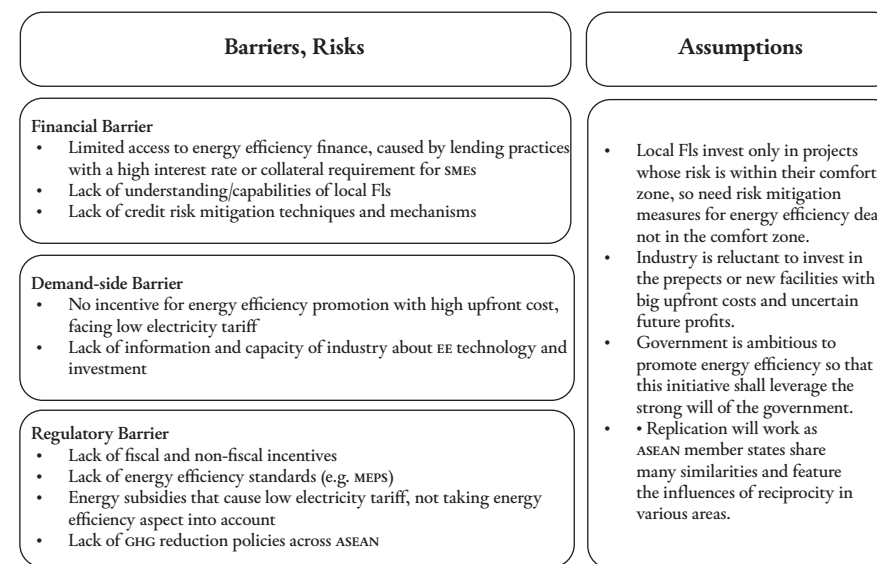 Barriers, Risks
Financial Barrier
• Limited access to energy efficiency finance, caused by lending practices
with a high interest rate or collateral requirement for SMEs
• Lack of understanding/capabilities of local FIs
• Lack of credit risk mitigation techniques and mechanisms
Demand-side Barrier
• No incentive for energy efficiency promotion with high upfront cost,
facing low electricity tariff
• Lack of information and capacity of industry about EE technology and
investment
Regulatory Barrier
• Lack of fiscal and non-fiscal incentives
• Lack of energy efficiency standards (e.g. MEPS)
• Energy subsidies that cause low electricity tariff, not taking energy
efficiency aspect into account
• Lack of GHG reduction policies across ASEAN
Assumptions
• Local FIs invest only in projects
whose risk is within their comfort
zone, so need risk mitigation
measures for energy efficiency
not in the comfort zone.
• Industry is reluctant to invest in
the prepects or new facilities with
big upfront costs and uncertain
future profits.
• Government is ambitious to
promote energy efficiency so that
this initiative shall leverage the
strong will of the government.
• • Replication will work as
ASEAN member states share
many similarities and feature
the influences of reciprocity in
various areas.